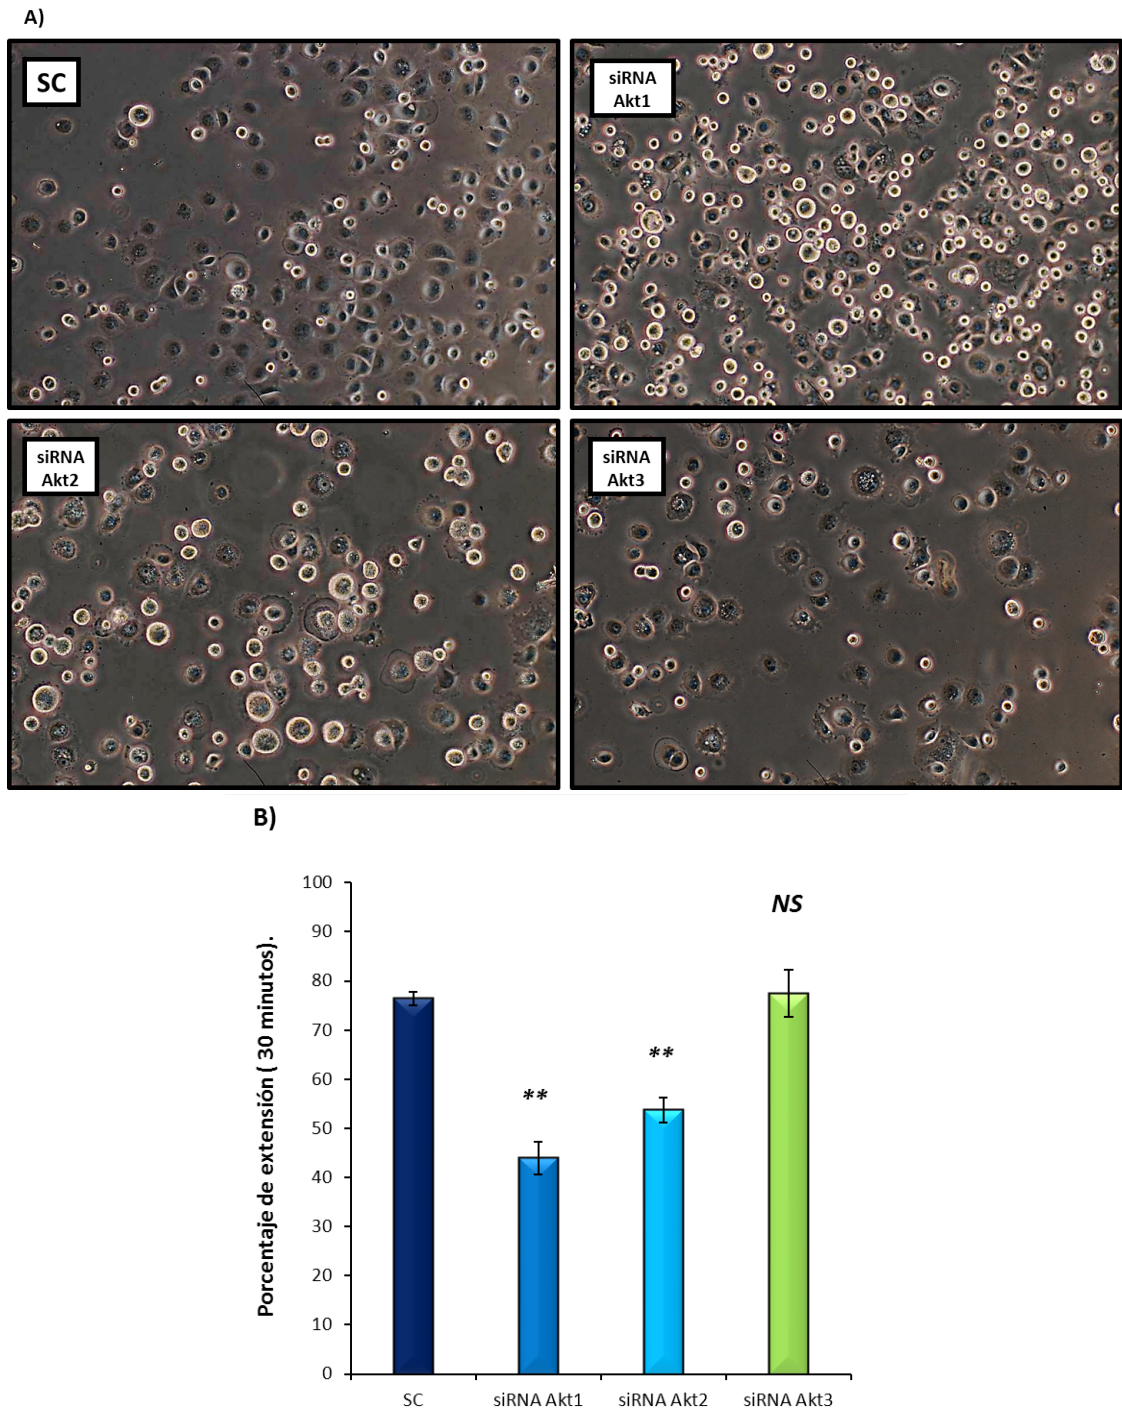 A)
SC
siRNA
Akt1
siRNA
Akt2
siRNA
Akt3
B)
Porcentaje de extensión ( 30 minutos).
100
90
80
70
60
50
40
30
20
10
0
**
**
NS
SC
siRNA Akt1
siRNA Akt2
siRNA Akt3